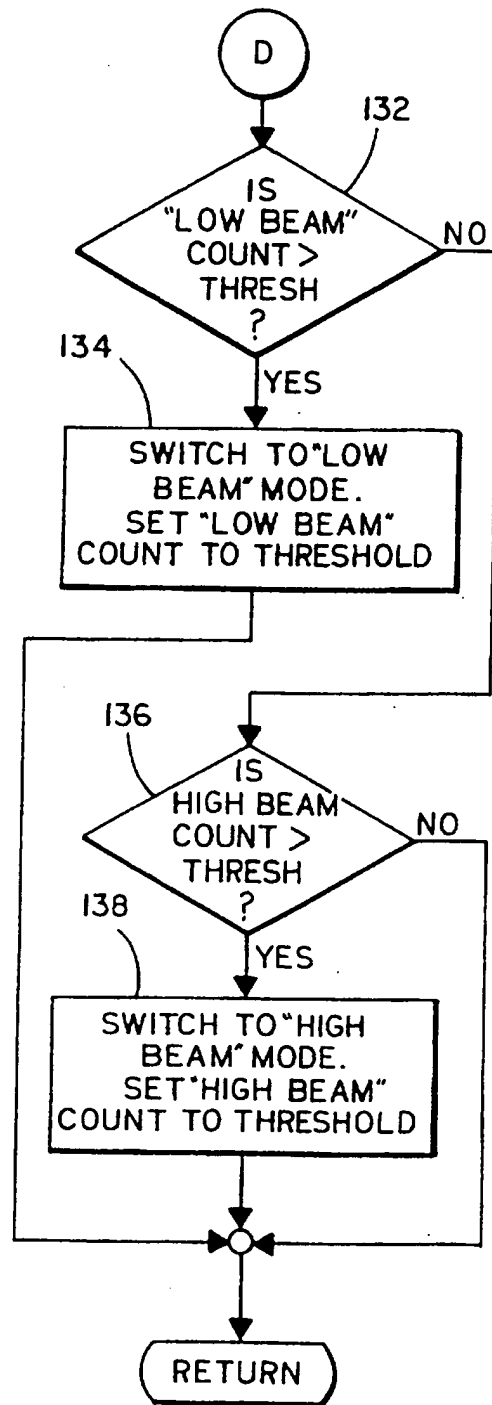 D
132
IS
"LOW BEAM"
COUNT >
THRESH
?
NO
134
YES
SWITCH TO "LOW
BEAM" MODE.
SET "LOW BEAM"
COUNT TO THRESHOLD
136
IS
HIGH BEAM
COUNT >
THRESH
?
NO
138
YES
SWITCH TO "HIGH
BEAM" MODE.
SET "HIGH BEAM"
COUNT TO THRESHOLD
RETURN